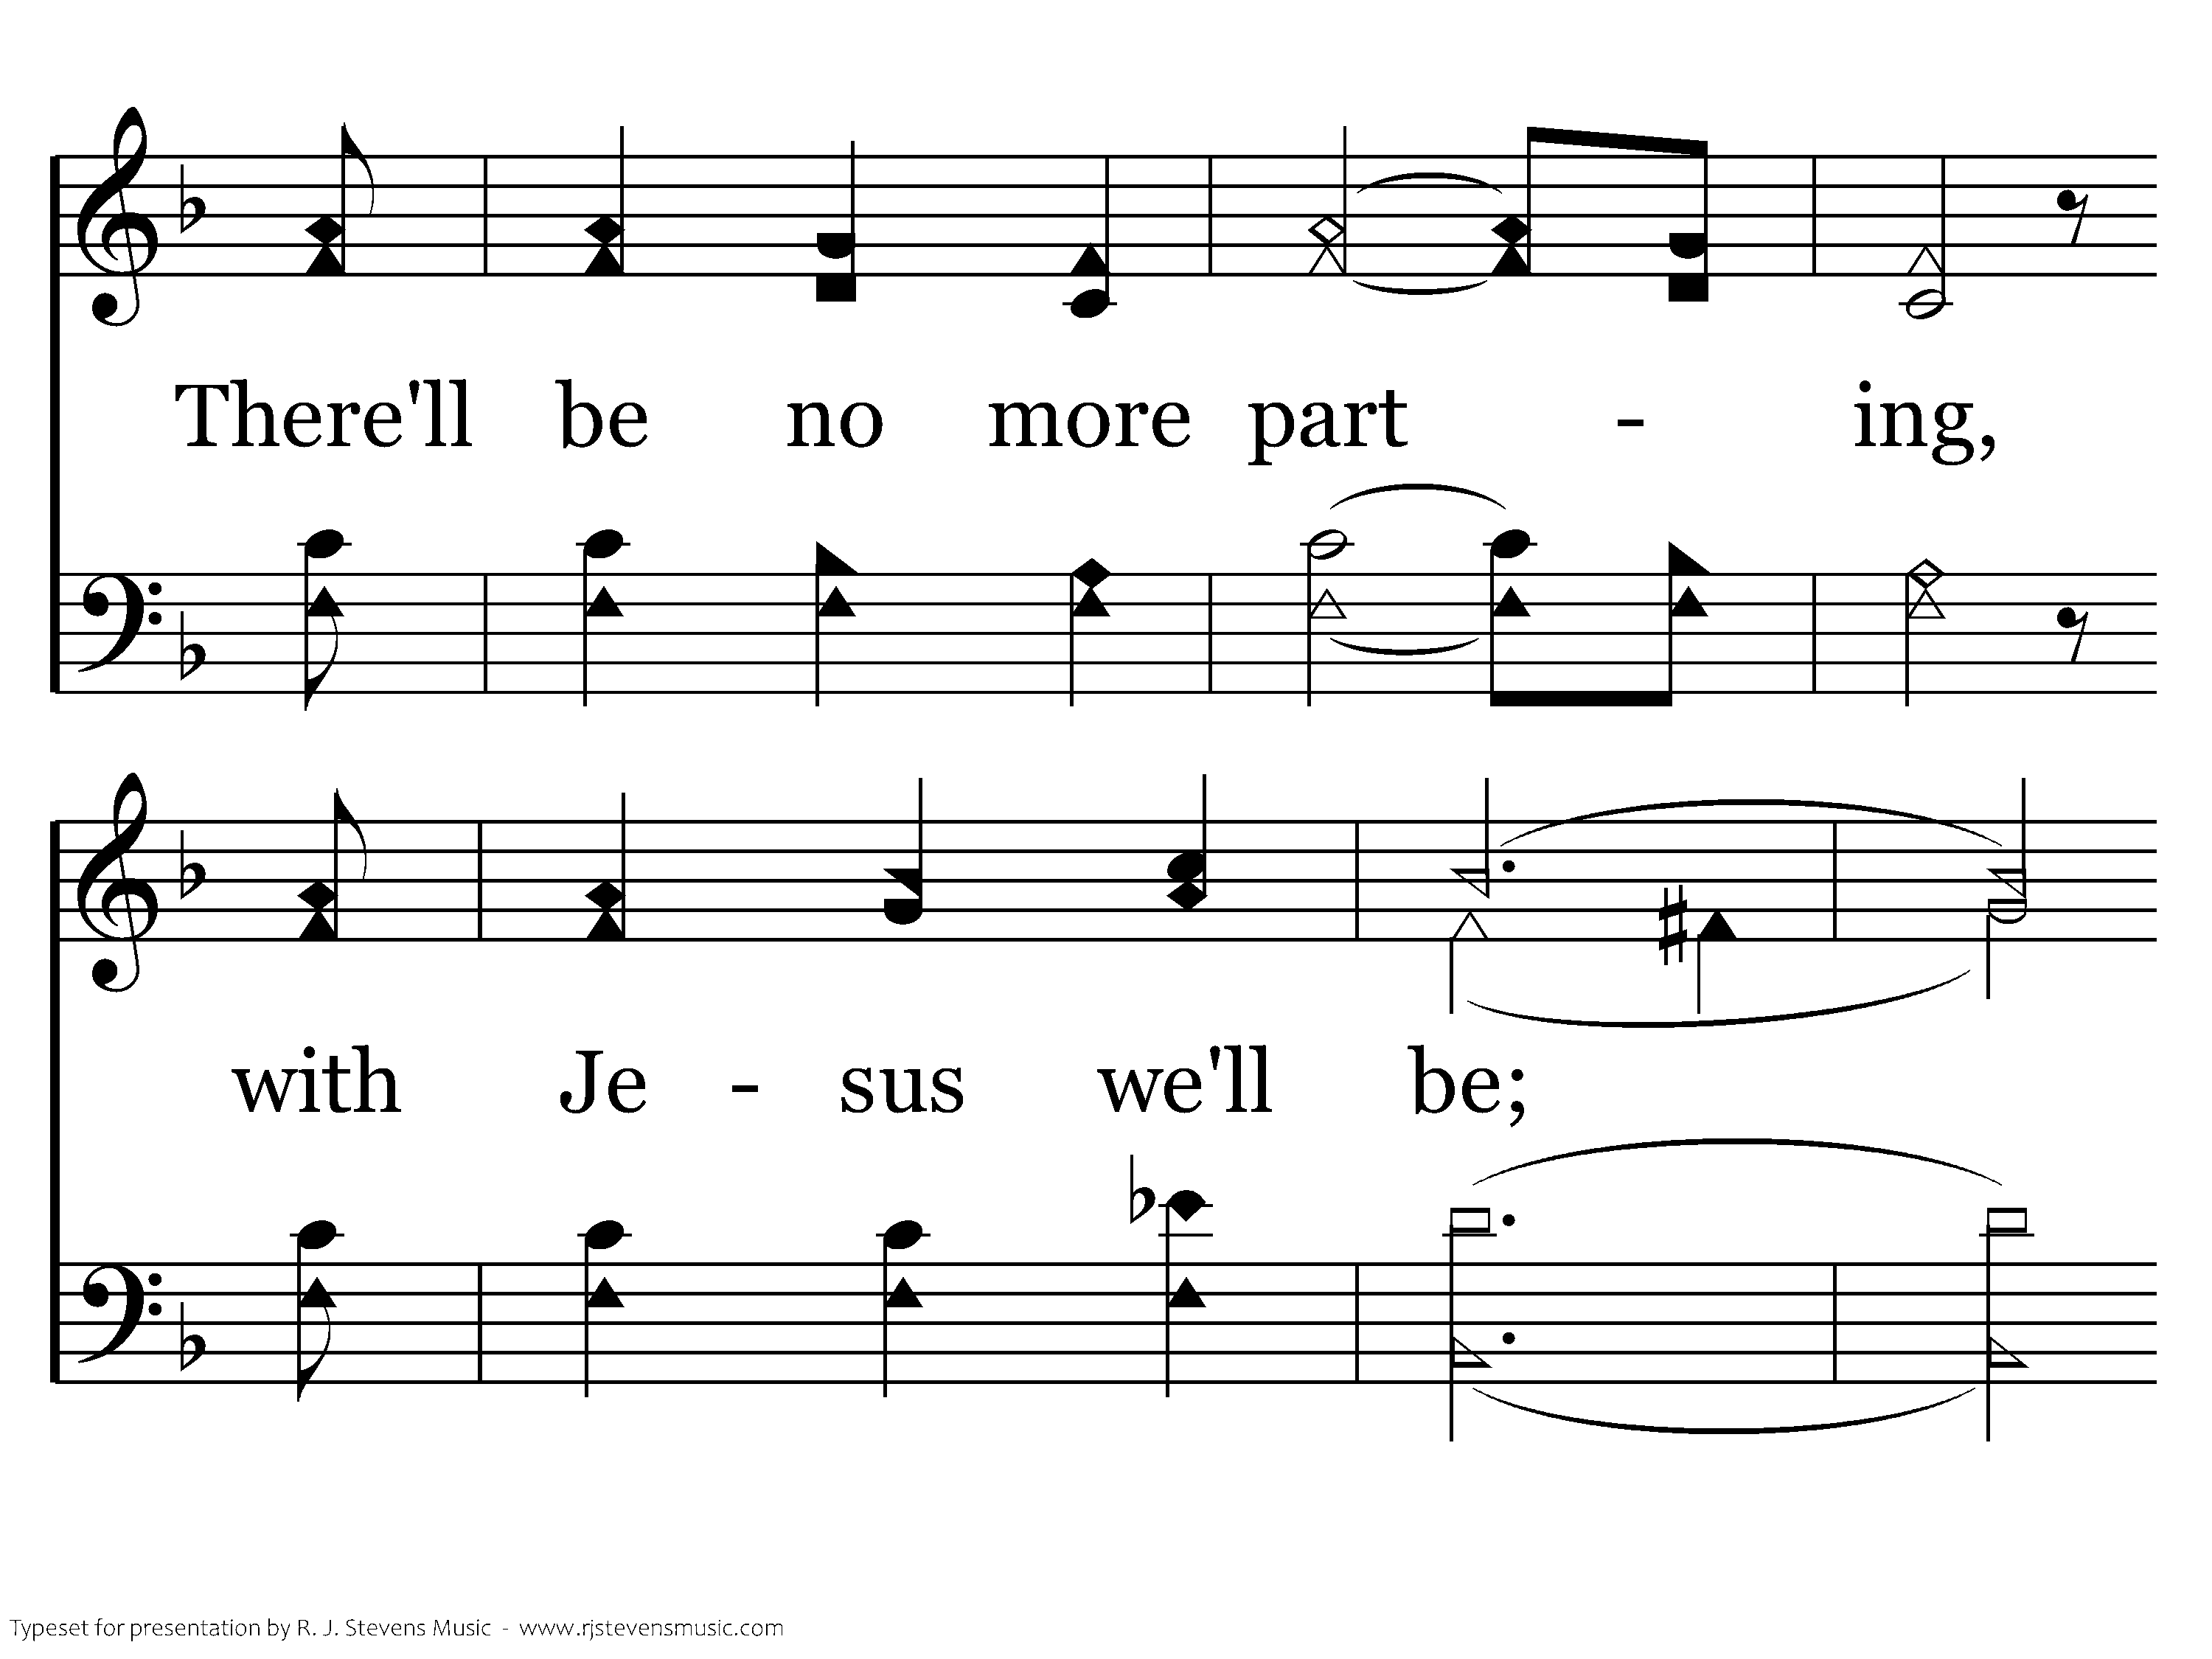 There'll be no more part - ing,
with Je - sus we'll be;
Typeset for presentation by R. J. Stevens Music - www.rjstevensmusic.com